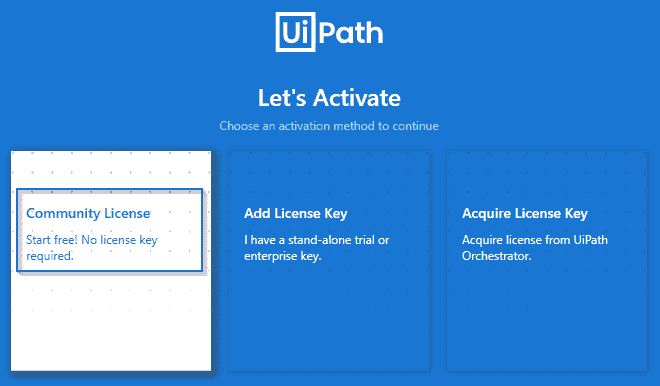 UiPath
Let's Activate
Choose an activation method to continue
Community License
Start free! No license key
required.
Add License Key
I have a stand-alone trial or
enterprise key.
Acquire License Key
Acquire license from UiPath
Orchestrator.